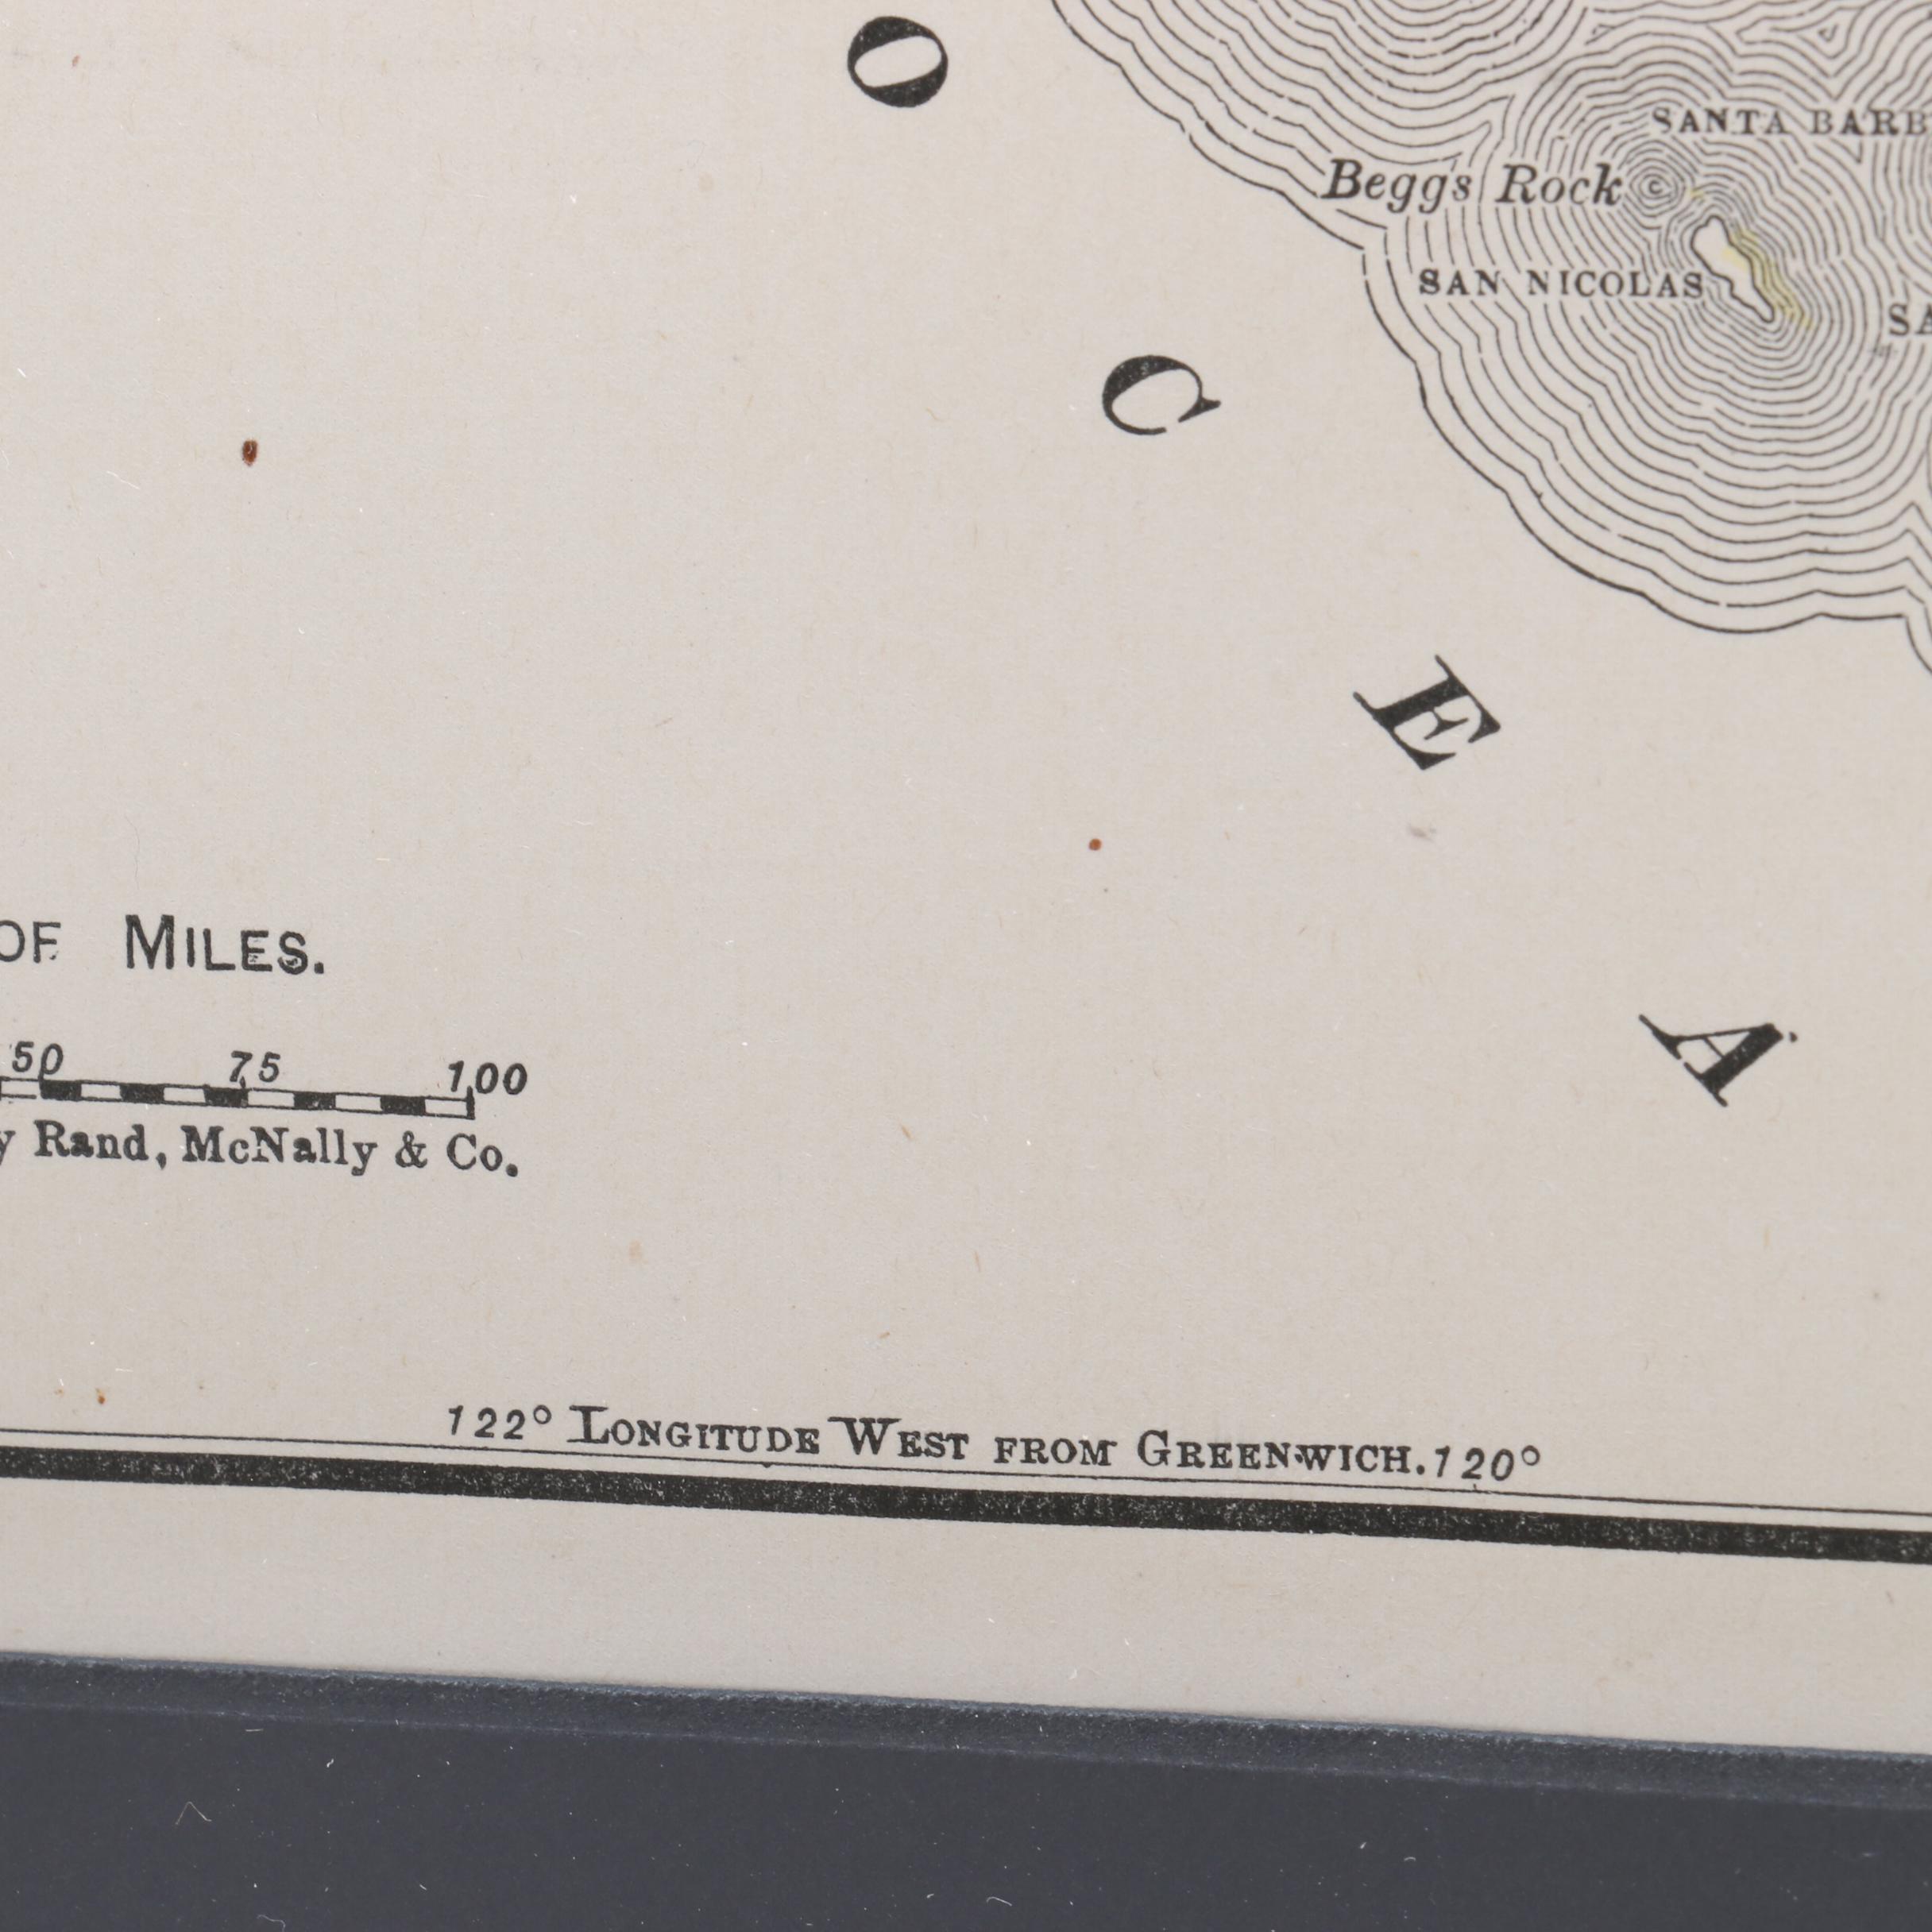 O C E A
SANTA BARB
Beggs Rock
SAN NICOLAS
SA
OF MILES.
50 75 100
y Rand, McNally & Co.
122° LONGITUDE WEST FROM GREENWICH. 120°